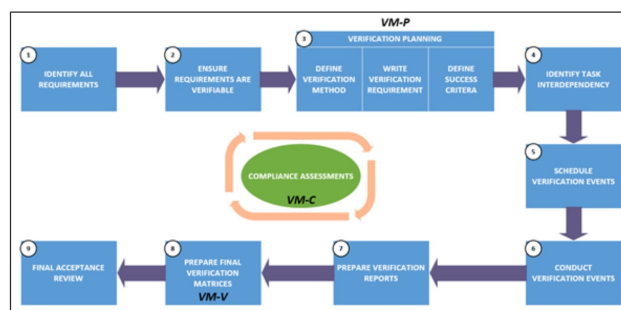 VM-P
1
IDENTIFY ALL
REQUIREMENTS
2
ENSURE
REQUIREMENTS ARE
VERIFIABLE
3
VERIFICATION PLANNING
DEFINE
VERIFICATION
METHOD
WRITE
VERIFICATION
REQUIREMENT
DEFINE
SUCCESS
CRITERA
4
IDENTIFY TASK
INTERDEPENDENCY
5
SCHEDULE
VERIFICATION EVENTS
COMPLIANCE ASSESSMENTS
VM-C
6
CONDUCT
VERIFICATION EVENTS
7
PREPARE VERIFICATION
REPORTS
8
PREPARE FINAL
VERIFICATION
MATRICES
VM-V
9
FINAL ACCEPTANCE
REVIEW